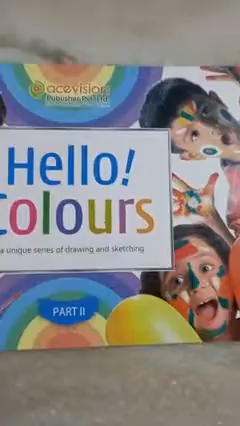 acevision
Publisher Pvt. Ltd.
Hello!
Colours
a unique series of drawing and sketching
PART II